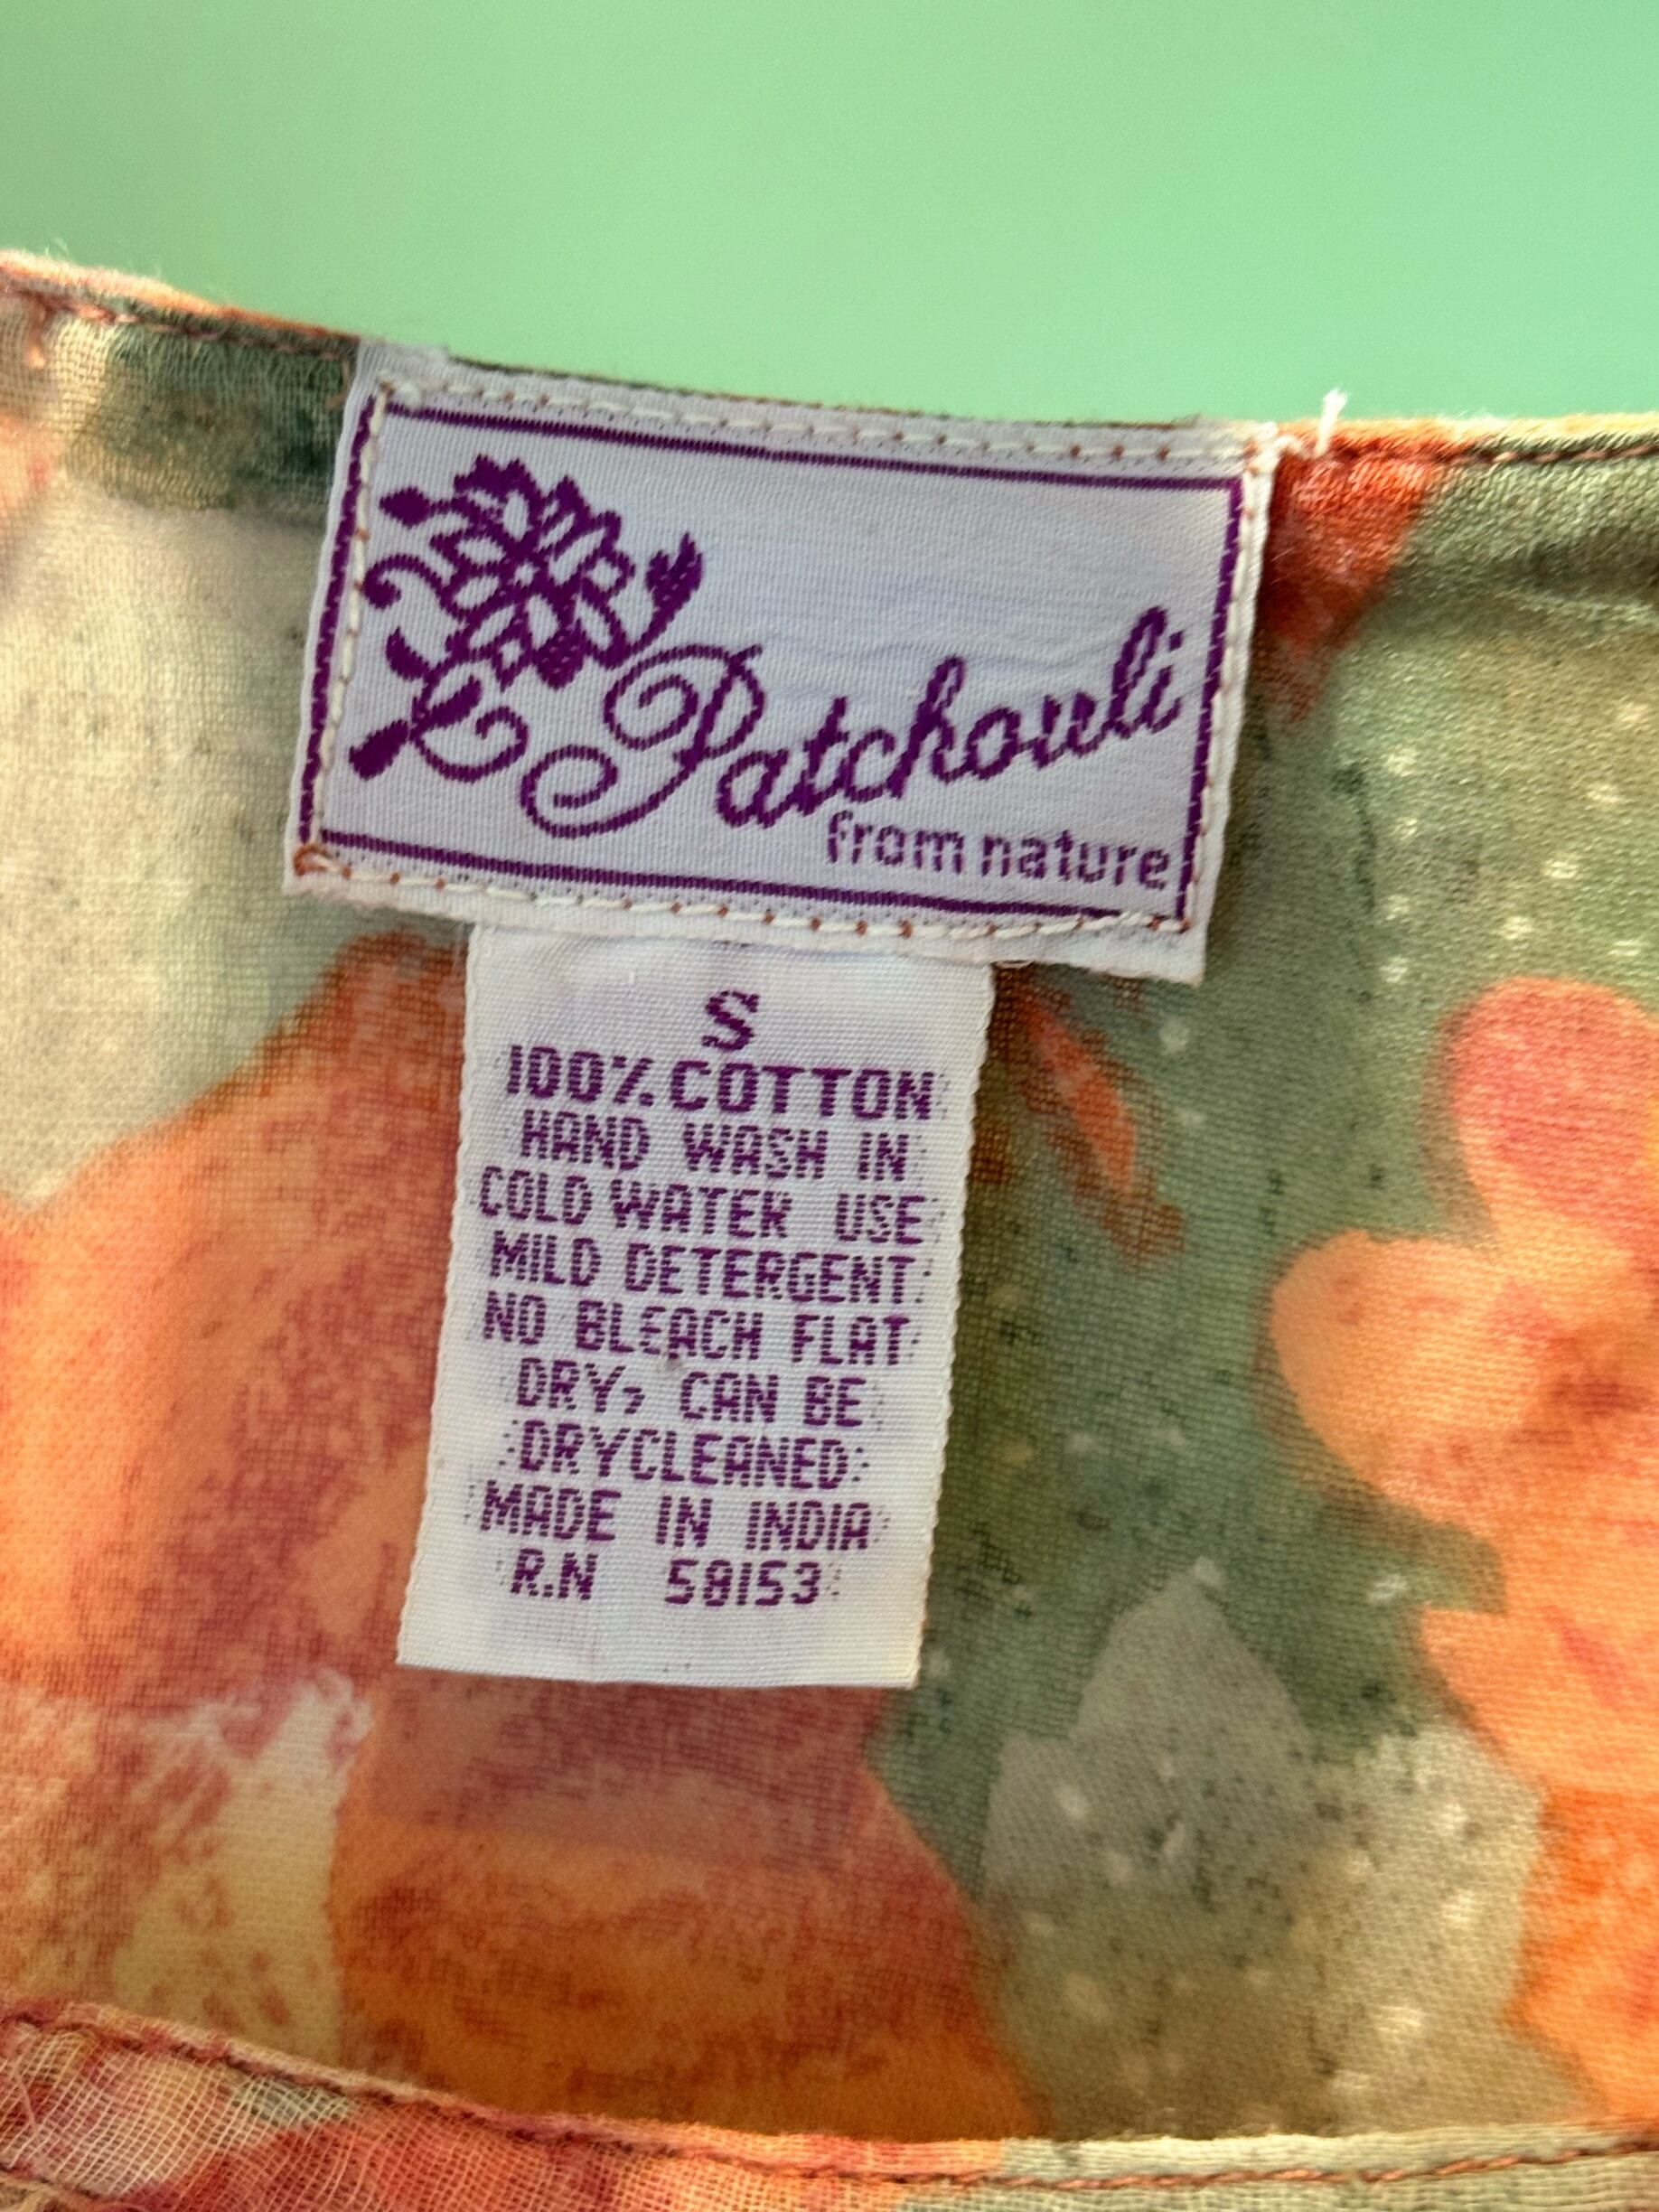 Patchouli
from nature
S
100% COTTON
HAND WASH IN
COLD WATER USE
MILD DETERGENT
NO BLEACH FLAT
DRY, CAN BE
DRYCLEANED
MADE IN INDIA
R.N 58153